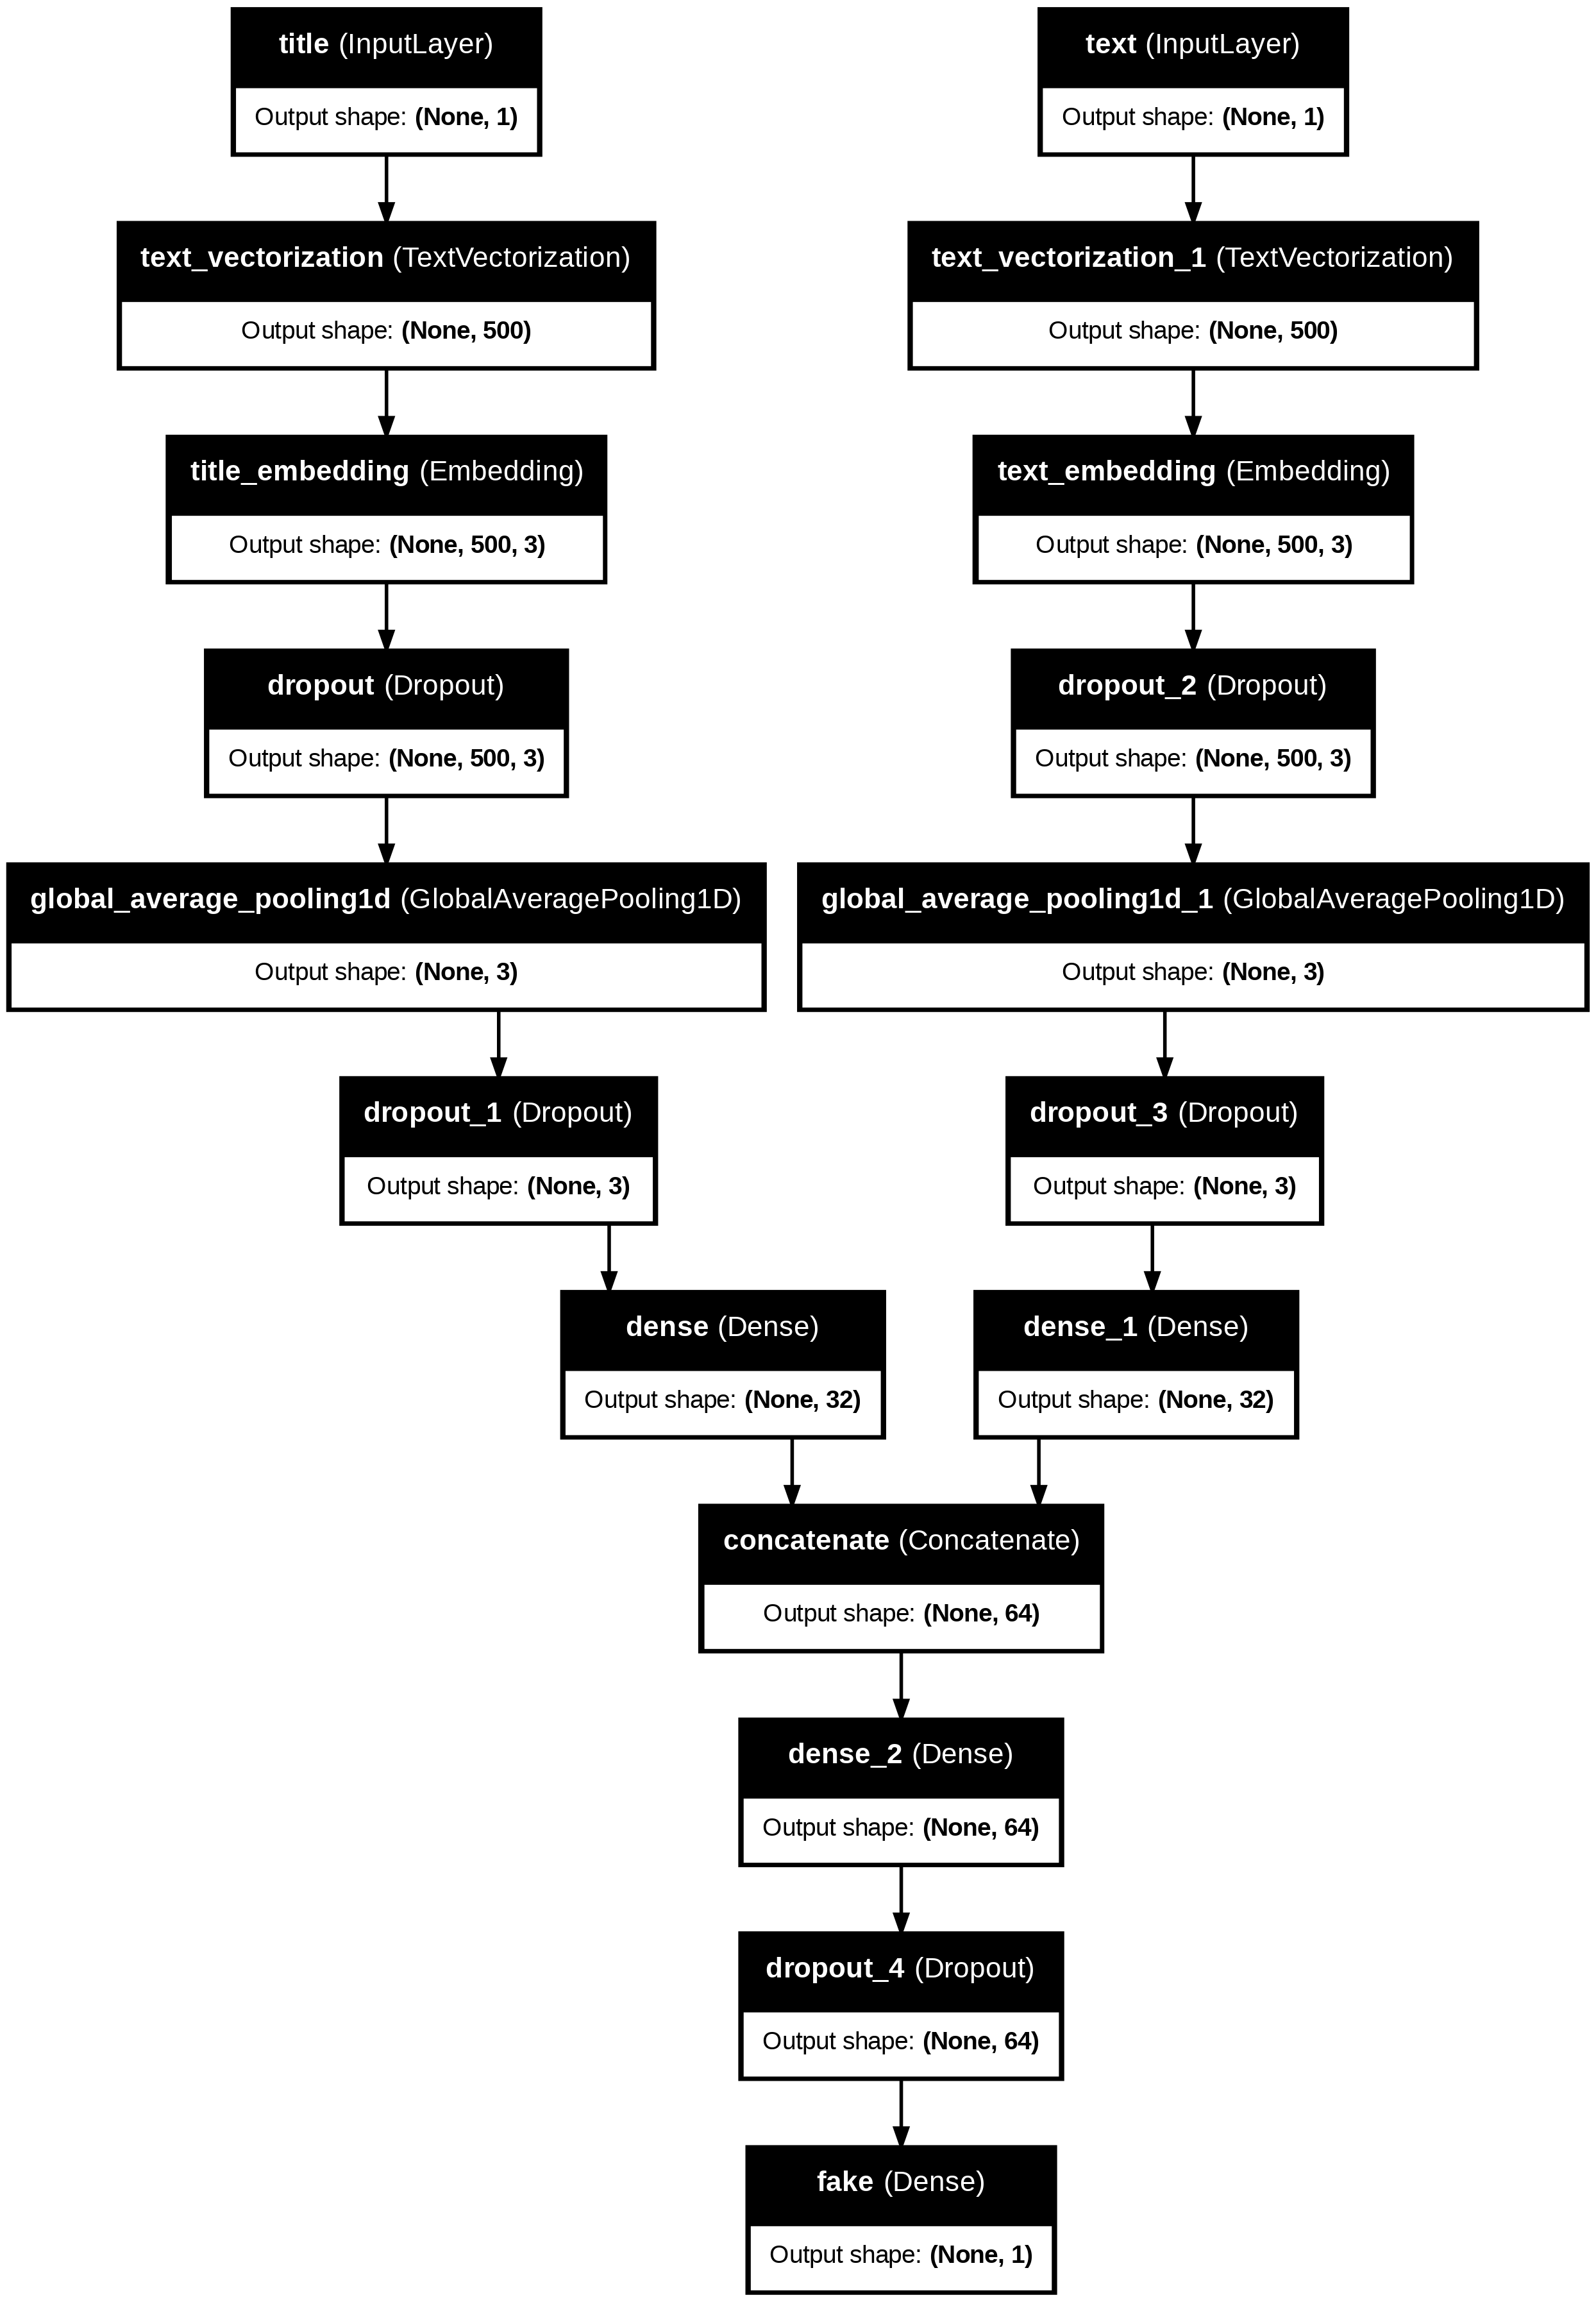 title (InputLayer)
Output shape: (None, 1)
text (InputLayer)
Output shape: (None, 1)
text_vectorization (TextVectorization)
Output shape: (None, 500)
text_vectorization_1 (TextVectorization)
Output shape: (None, 500)
title_embedding (Embedding)
Output shape: (None, 500, 3)
text_embedding (Embedding)
Output shape: (None, 500, 3)
dropout (Dropout)
Output shape: (None, 500, 3)
dropout_2 (Dropout)
Output shape: (None, 500, 3)
global_average_pooling1d (GlobalAveragePooling1D)
Output shape: (None, 3)
global_average_pooling1d_1 (GlobalAveragePooling1D)
Output shape: (None, 3)
dropout_1 (Dropout)
Output shape: (None, 3)
dropout_3 (Dropout)
Output shape: (None, 3)
dense (Dense)
Output shape: (None, 32)
dense_1 (Dense)
Output shape: (None, 32)
concatenate (Concatenate)
Output shape: (None, 64)
dense_2 (Dense)
Output shape: (None, 64)
dropout_4 (Dropout)
Output shape: (None, 64)
fake (Dense)
Output shape: (None, 1)